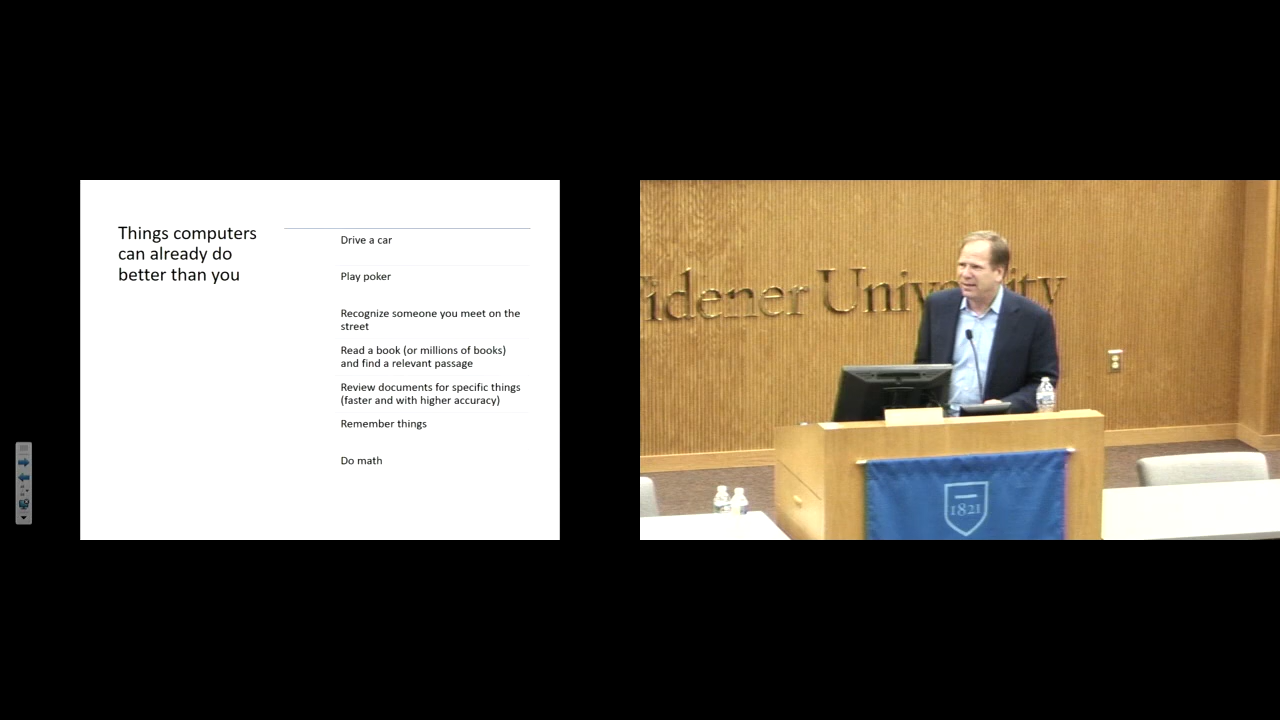 Things computers
can already do
better than you
Drive a car
Play poker
Recognize someone you meet on the
street
Read a book (or millions of books)
and find a relevant passage
Review documents for specific things
(faster and with higher accuracy)
Remember things
Do math
idener University
1821